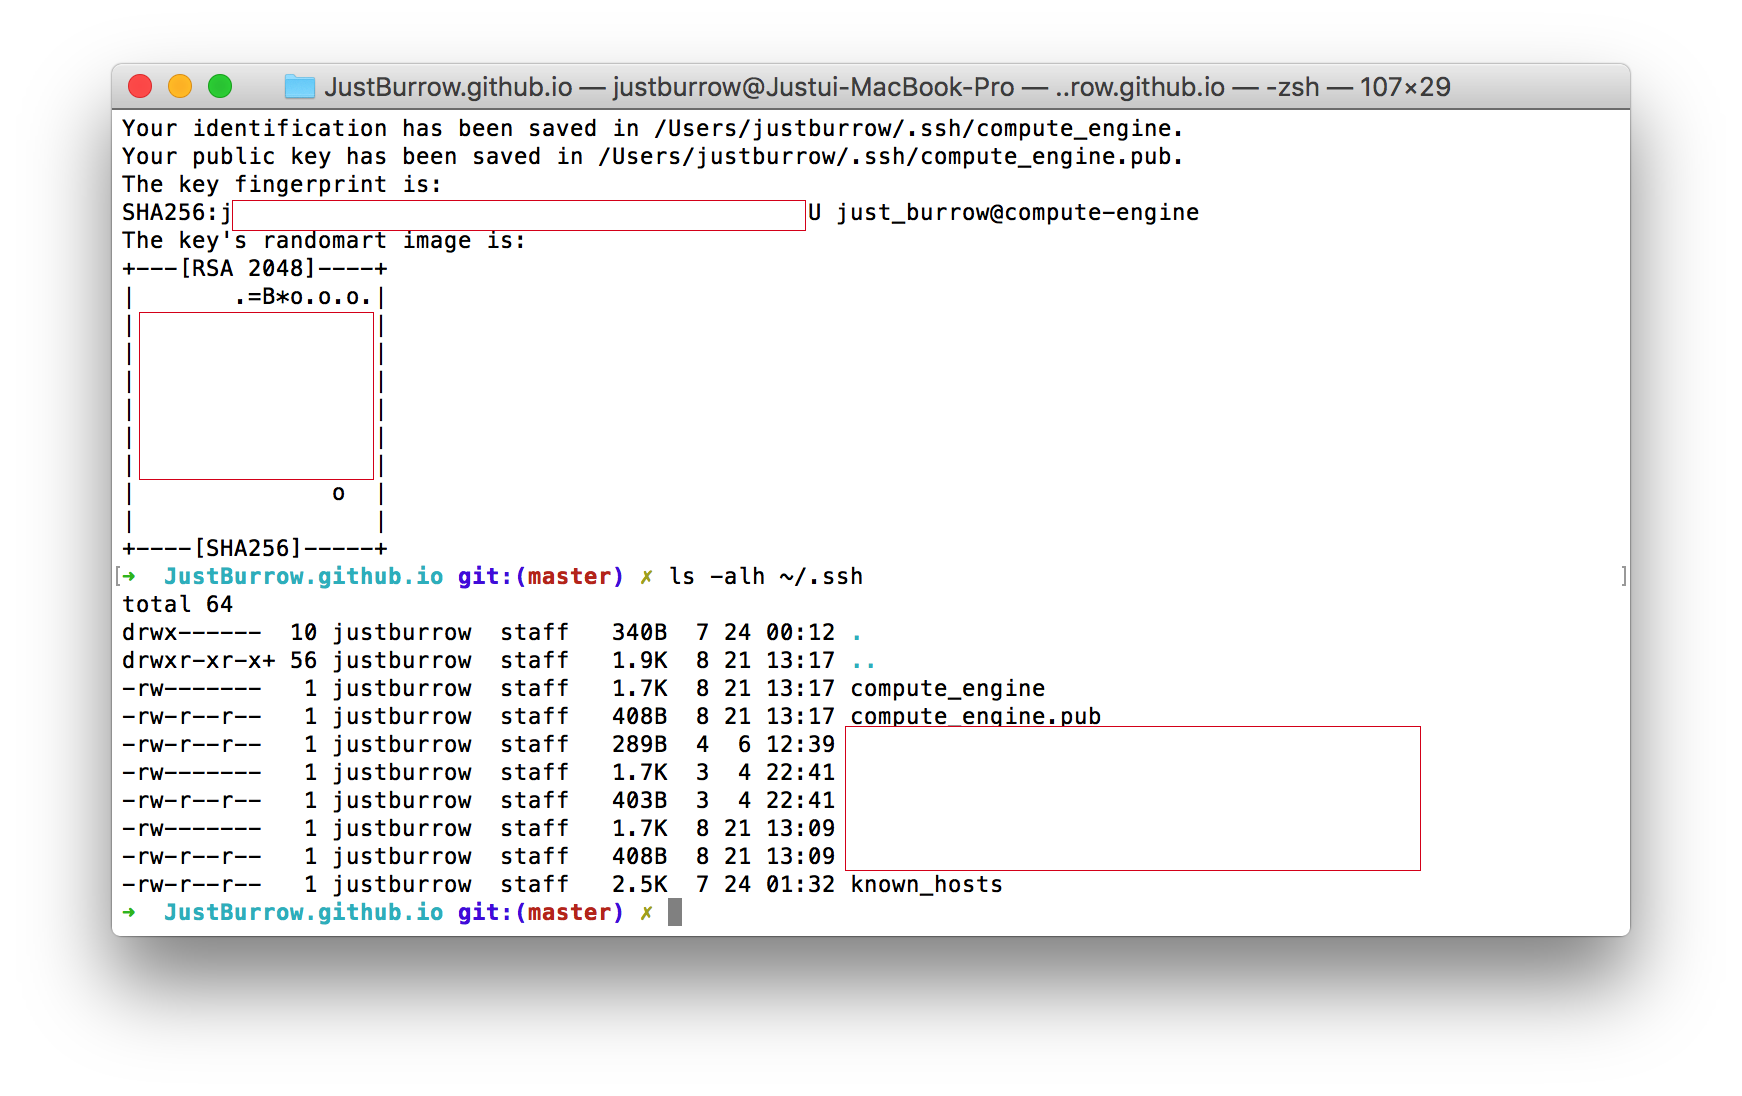 JustBurrow.github.io — justburrow@Justui-MacBook-Pro — ..row.github.io — -zsh — 107×29
Your identification has been saved in /Users/justburrow/.ssh/compute_engine.
Your public key has been saved in /Users/justburrow/.ssh/compute_engine.pub.
The key fingerprint is:
SHA256:j U just_burrow@compute-engine
The key's randomart image is:
+---[RSA 2048]----+
|       .=B*o.o.o.|
|                 |
|                 |
|                 |
|                 |
|                 |
|                 |
|              o  |
|                 |
+----[SHA256]-----+
[➜  JustBurrow.github.io git:(master) ✗ ls -alh ~/.ssh ]
total 64
drwx------  10 justburrow  staff   340B  7 24 00:12 .
drwxr-xr-x+ 56 justburrow  staff   1.9K  8 21 13:17 ..
-rw-------   1 justburrow  staff   1.7K  8 21 13:17 compute_engine
-rw-r--r--   1 justburrow  staff   408B  8 21 13:17 compute_engine.pub
-rw-r--r--   1 justburrow  staff   289B  4  6 12:39
-rw-------   1 justburrow  staff   1.7K  3  4 22:41
-rw-r--r--   1 justburrow  staff   403B  3  4 22:41
-rw-------   1 justburrow  staff   1.7K  8 21 13:09
-rw-r--r--   1 justburrow  staff   408B  8 21 13:09
-rw-r--r--   1 justburrow  staff   2.5K  7 24 01:32 known_hosts
➜  JustBurrow.github.io git:(master) ✗